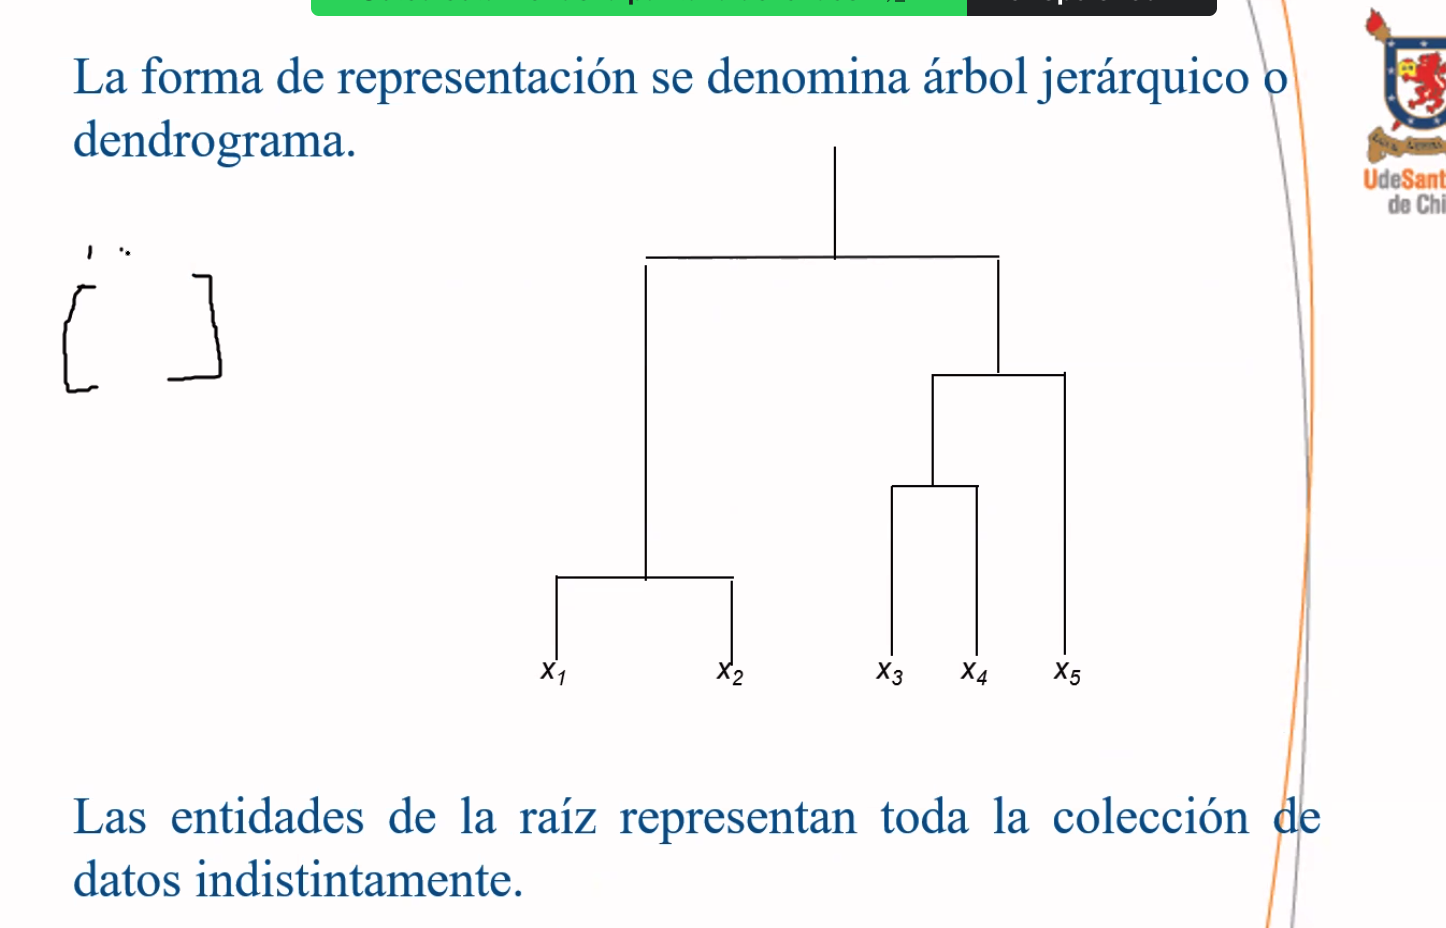 La forma de representación se denomina árbol jerárquico o
dendrograma.
UdeSant
de Chi
x₁ x₂ x₃ x₄ x₅
Las entidades de la raíz representan toda la colección de
datos indistintamente.